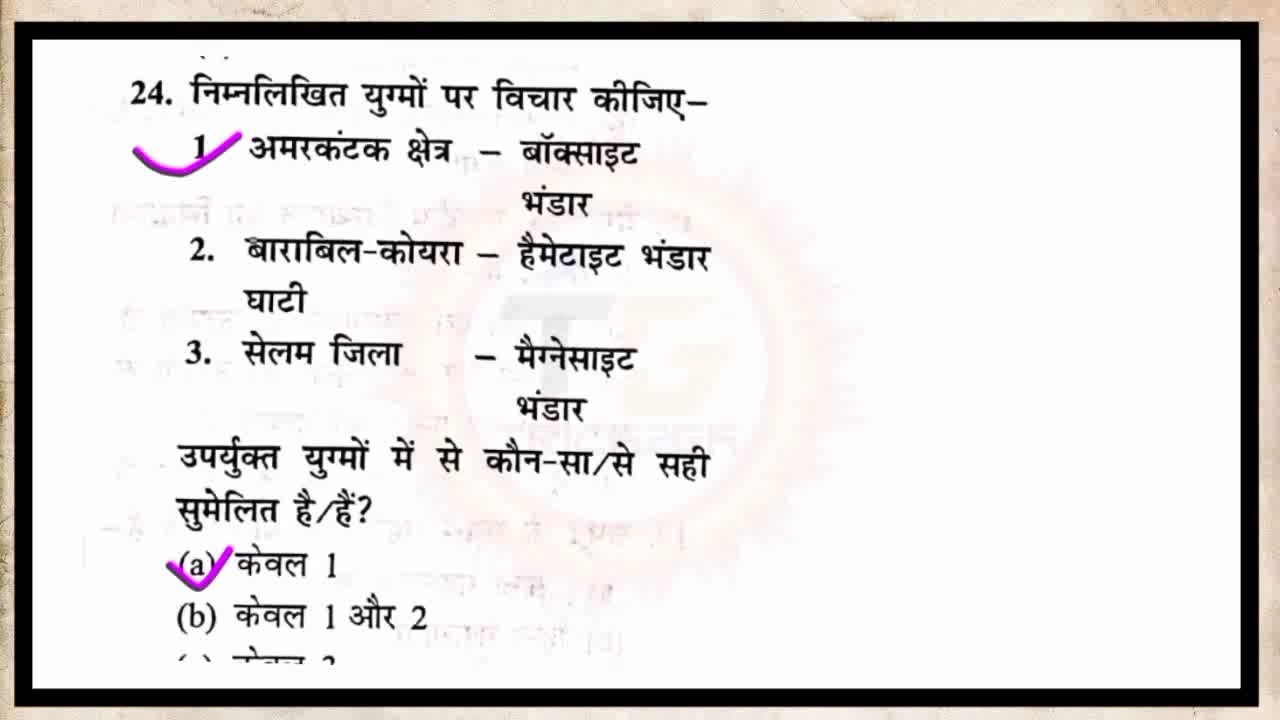 24. निम्नलिखित युग्मों पर विचार कीजिए–
1 अमरकंटक क्षेत्र – बॉक्साइट
भंडार
2. बाराबिल-कोयरा – हैमेटाइट भंडार
घाटी
3. सेलम जिला – मैग्नेसाइट
भंडार
उपर्युक्त युग्मों में से कौन-सा/से सही
सुमेलित है/हैं?
(a) केवल 1
(b) केवल 1 और 2